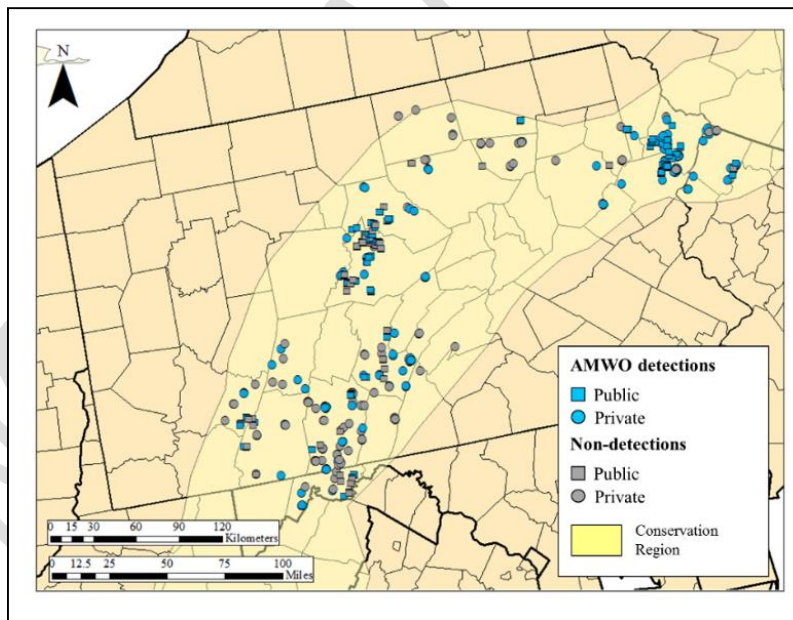 N
AMWO detections
Public
Private
Non-detections
Public
Private
Conservation
Region
0 15 30 60 90 120
Kilometers
0 12.5 25 50 75 100
Miles